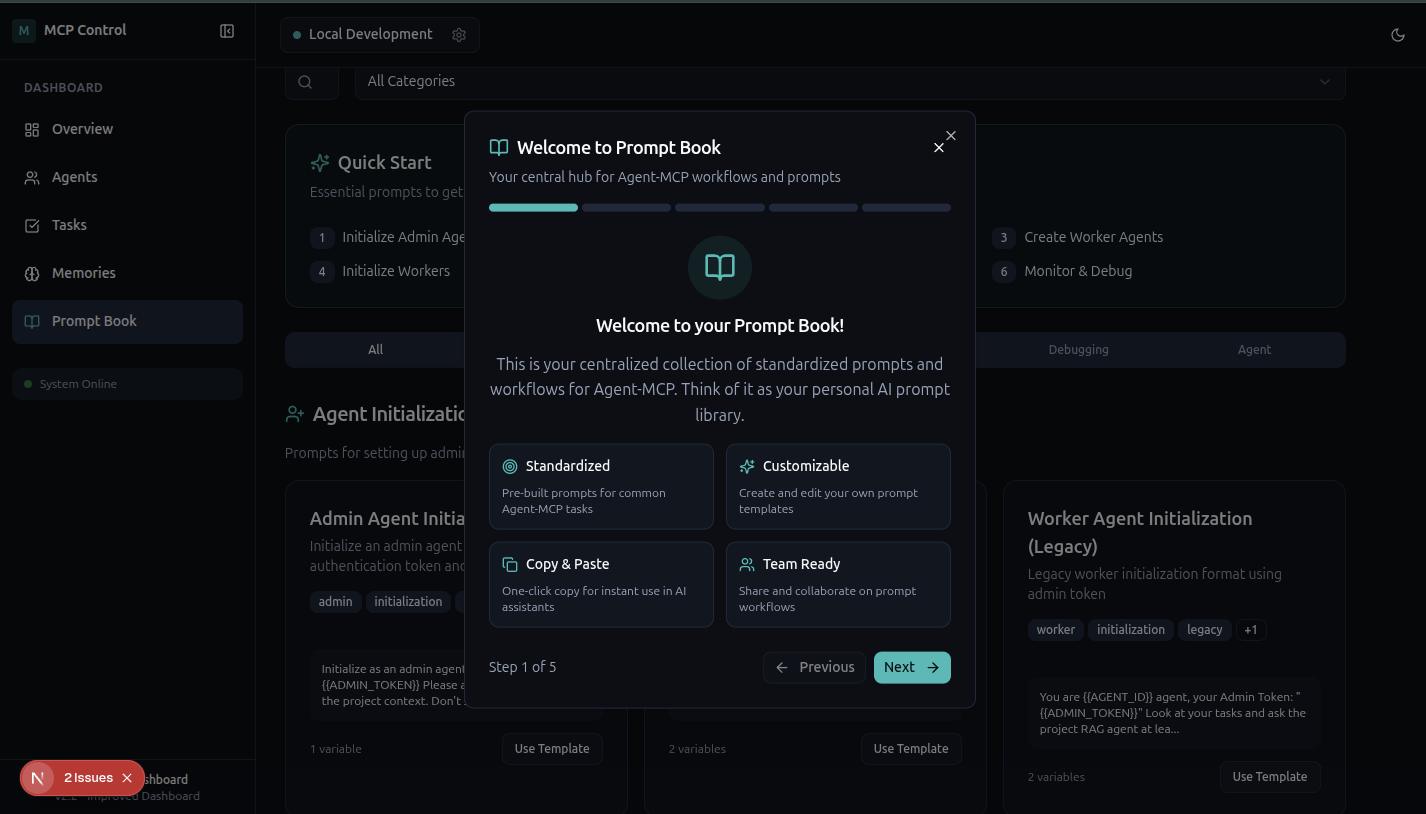 M MCP Control
Local Development
DASHBOARD
Overview
Agents
Tasks
Memories
Prompt Book
System Online
N 2 Issues
shboard
v2.2 - Improved Dashboard
All Categories
Quick Start
Essential prompts to get
1 Initialize Admin Age
3 Create Worker Agents
4 Initialize Workers
6 Monitor & Debug
All
Debugging
Agent
Agent Initializatio
Prompts for setting up admi
Admin Agent Initia
Initialize an admin agent
authentication token and
admin initialization
Initialize as an admin agent
{{ADMIN_TOKEN}} Please a
the project context. Don't
1 variable
Use Template
2 variables
Use Template
Worker Agent Initialization
(Legacy)
Legacy worker initialization format using
admin token
worker initialization legacy +1
You are {{AGENT_ID}} agent, your Admin Token: "
{{ADMIN_TOKEN}}" Look at your tasks and ask the
project RAG agent at lea...
2 variables
Use Template
Welcome to Prompt Book
Your central hub for Agent-MCP workflows and prompts
Welcome to your Prompt Book!
This is your centralized collection of standardized prompts and
workflows for Agent-MCP. Think of it as your personal AI prompt
library.
Standardized
Pre-built prompts for common
Agent-MCP tasks
Customizable
Create and edit your own prompt
templates
Copy & Paste
One-click copy for instant use in AI
assistants
Team Ready
Share and collaborate on prompt
workflows
Step 1 of 5
Previous
Next